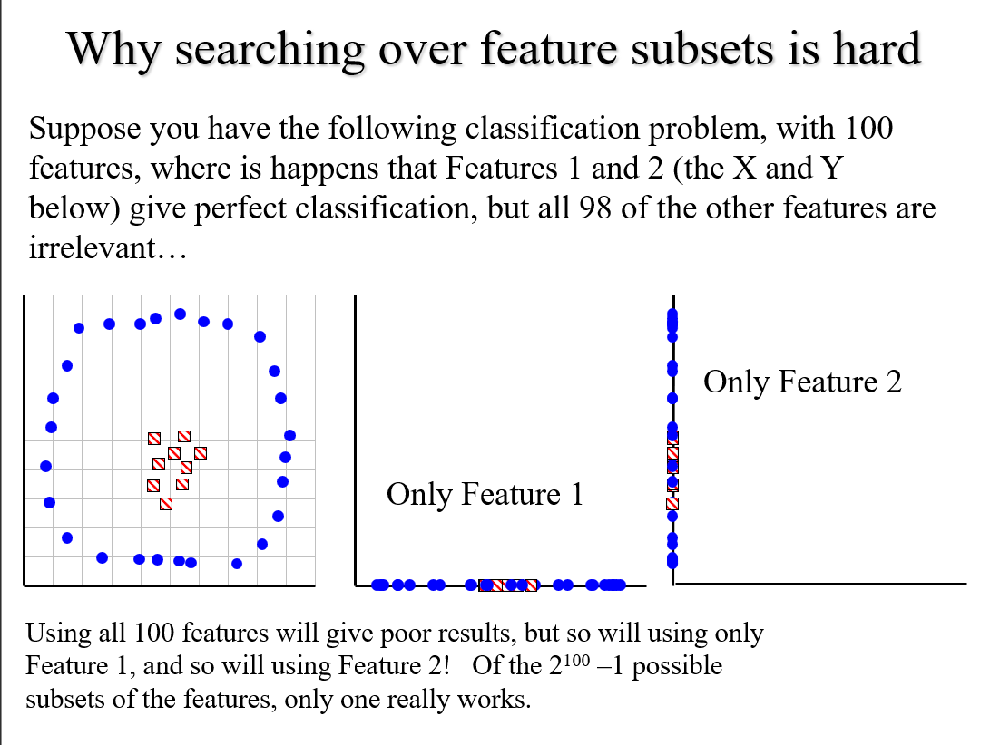 Why searching over feature subsets is hard
Suppose you have the following classification problem, with 100
features, where is happens that Features 1 and 2 (the X and Y
below) give perfect classification, but all 98 of the other features are
irrelevant…
Only Feature 2
Only Feature 1
Using all 100 features will give poor results, but so will using only
Feature 1, and so will using Feature 2! Of the 2¹⁰⁰ –1 possible
subsets of the features, only one really works.